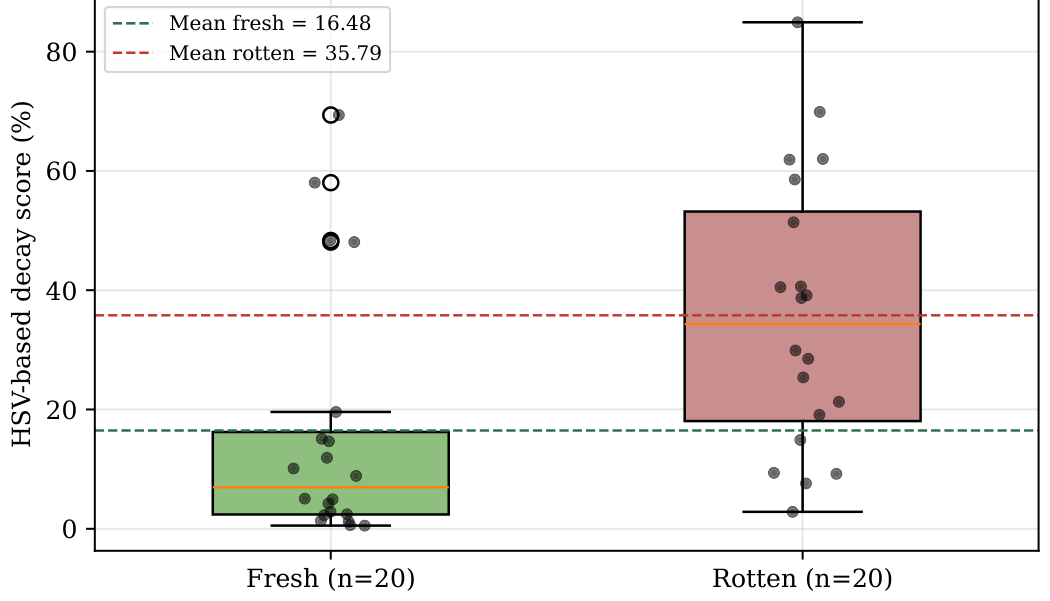 Mean fresh = 16.48
Mean rotten = 35.79
HSV-based decay score (%)
80
60
40
20
0
Fresh (n=20)
Rotten (n=20)